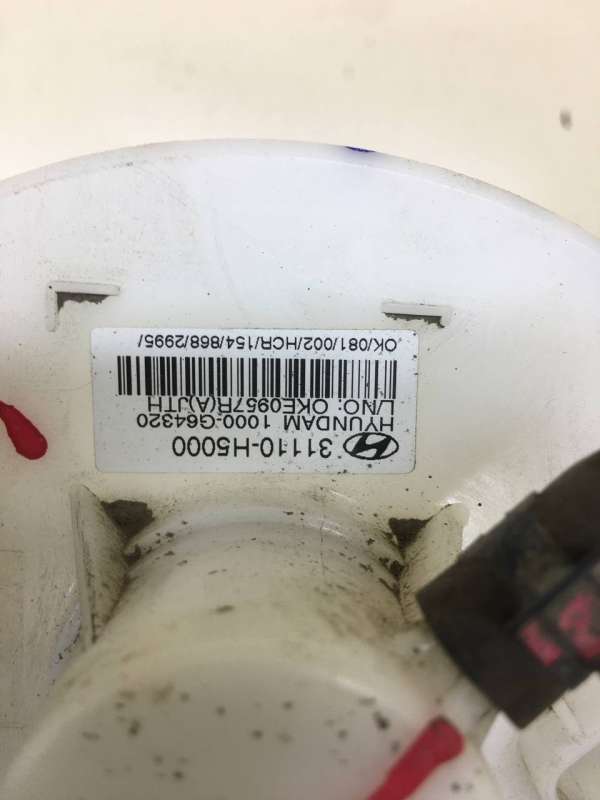 31110-H5000
HYUNDAM 1000-G64320
L/NO: OKE0957R(A)JTH
OK/081/002/HCR/154/868/2995/